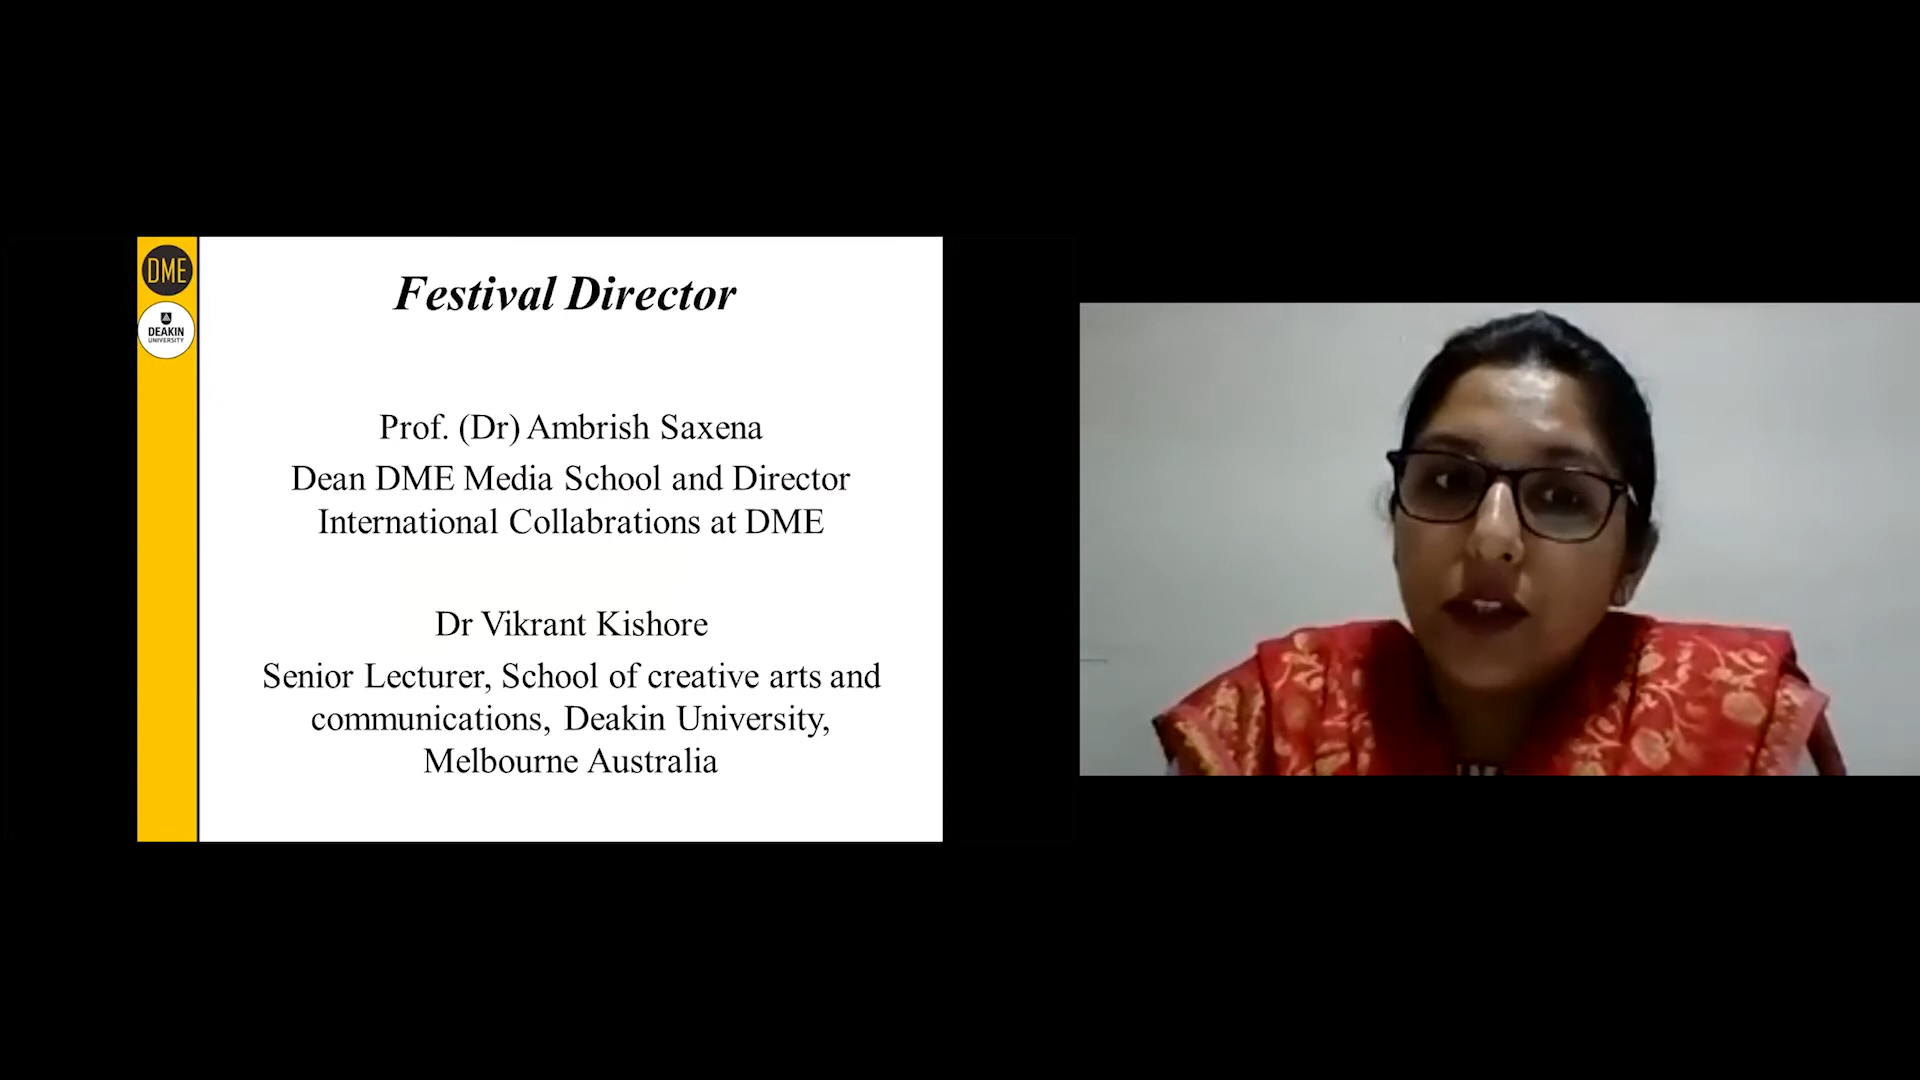 DME
DEAKIN
UNIVERSITY
Festival Director
Prof. (Dr) Ambrish Saxena
Dean DME Media School and Director
International Collabrations at DME
Dr Vikrant Kishore
Senior Lecturer, School of creative arts and
communications, Deakin University,
Melbourne Australia